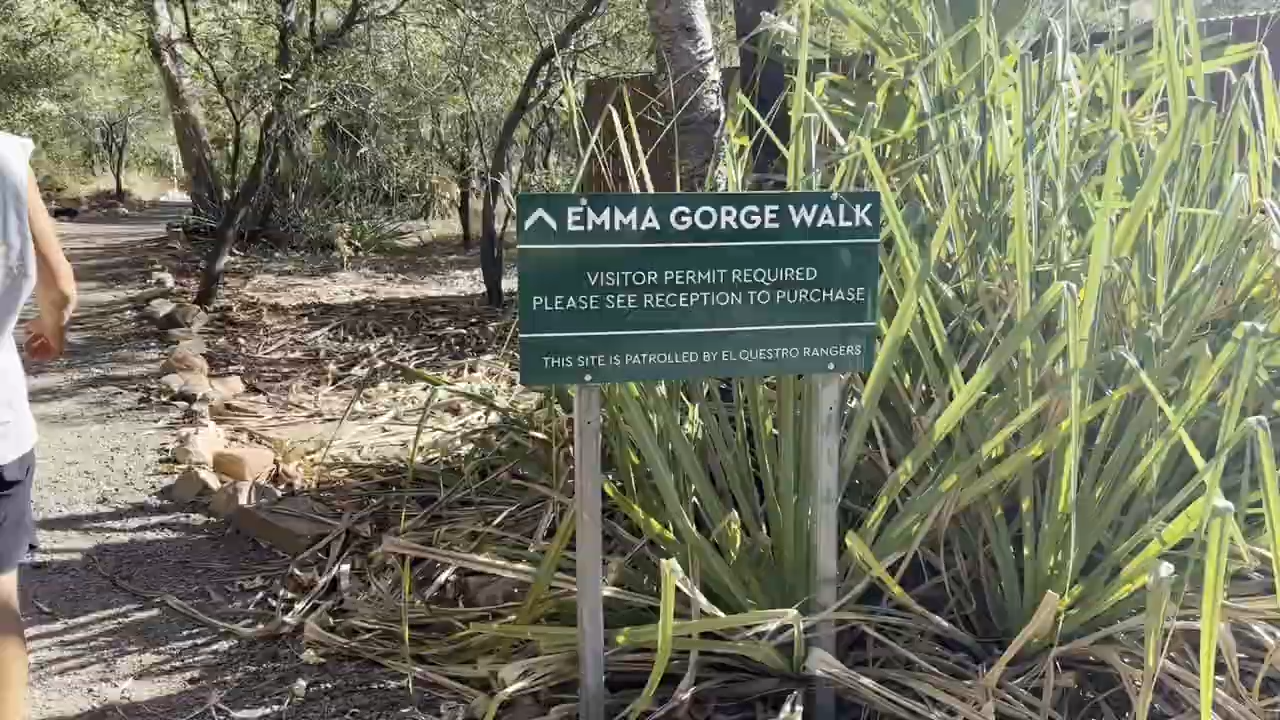 EMMA GORGE WALK
VISITOR PERMIT REQUIRED
PLEASE SEE RECEPTION TO PURCHASE
THIS SITE IS PATROLLED BY EL QUESTRO RANGERS